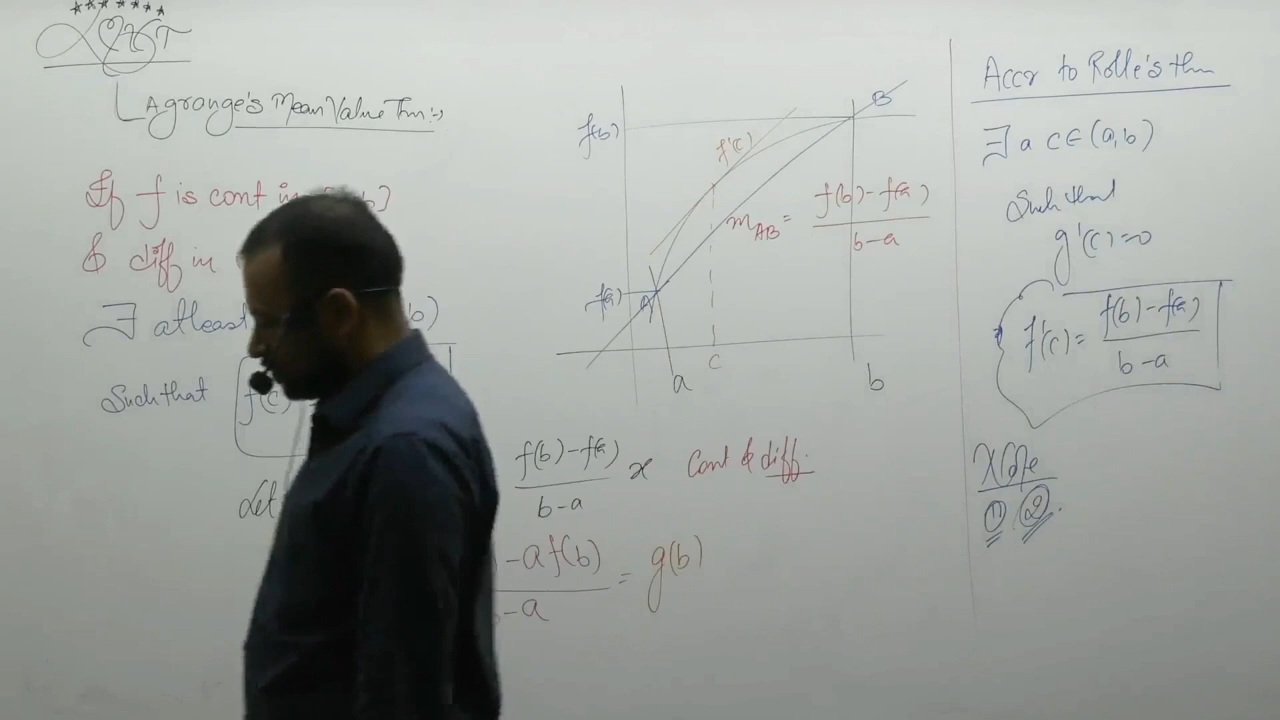 LAgrange's Mean Value Thm:-
If f is cont in b]
& diff in
∃ atleast b)
Such that f'(c)
Let
f(b)-f(a)/b-a x Cont & diff.
-af(b)/b-a = g(b)
f(b)
f(a)
f'(c)
A
B
m_AB = f(b)-f(a)/b-a
a
c
b
Accr to Rolle's thm
∃ a c∈(a,b)
Such that
g'(c)=0
f'(c)= f(b)-f(a)/b-a
Note
① ②.